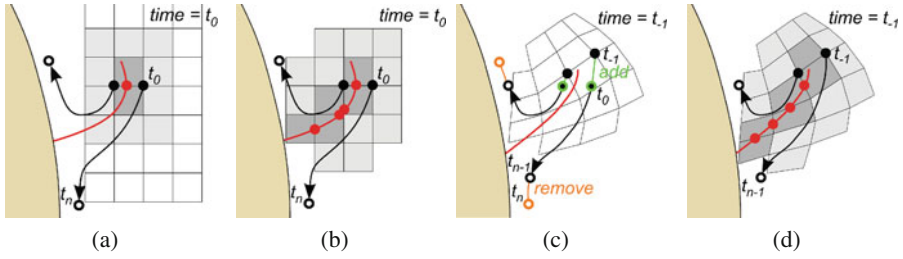 time = t0
t0
tn
(a)
time = t0
t0
tn
(b)
time = t-1
t-1
add
t0
tn-1
tn
remove
(c)
time = t-1
t-1
tn-1
(d)